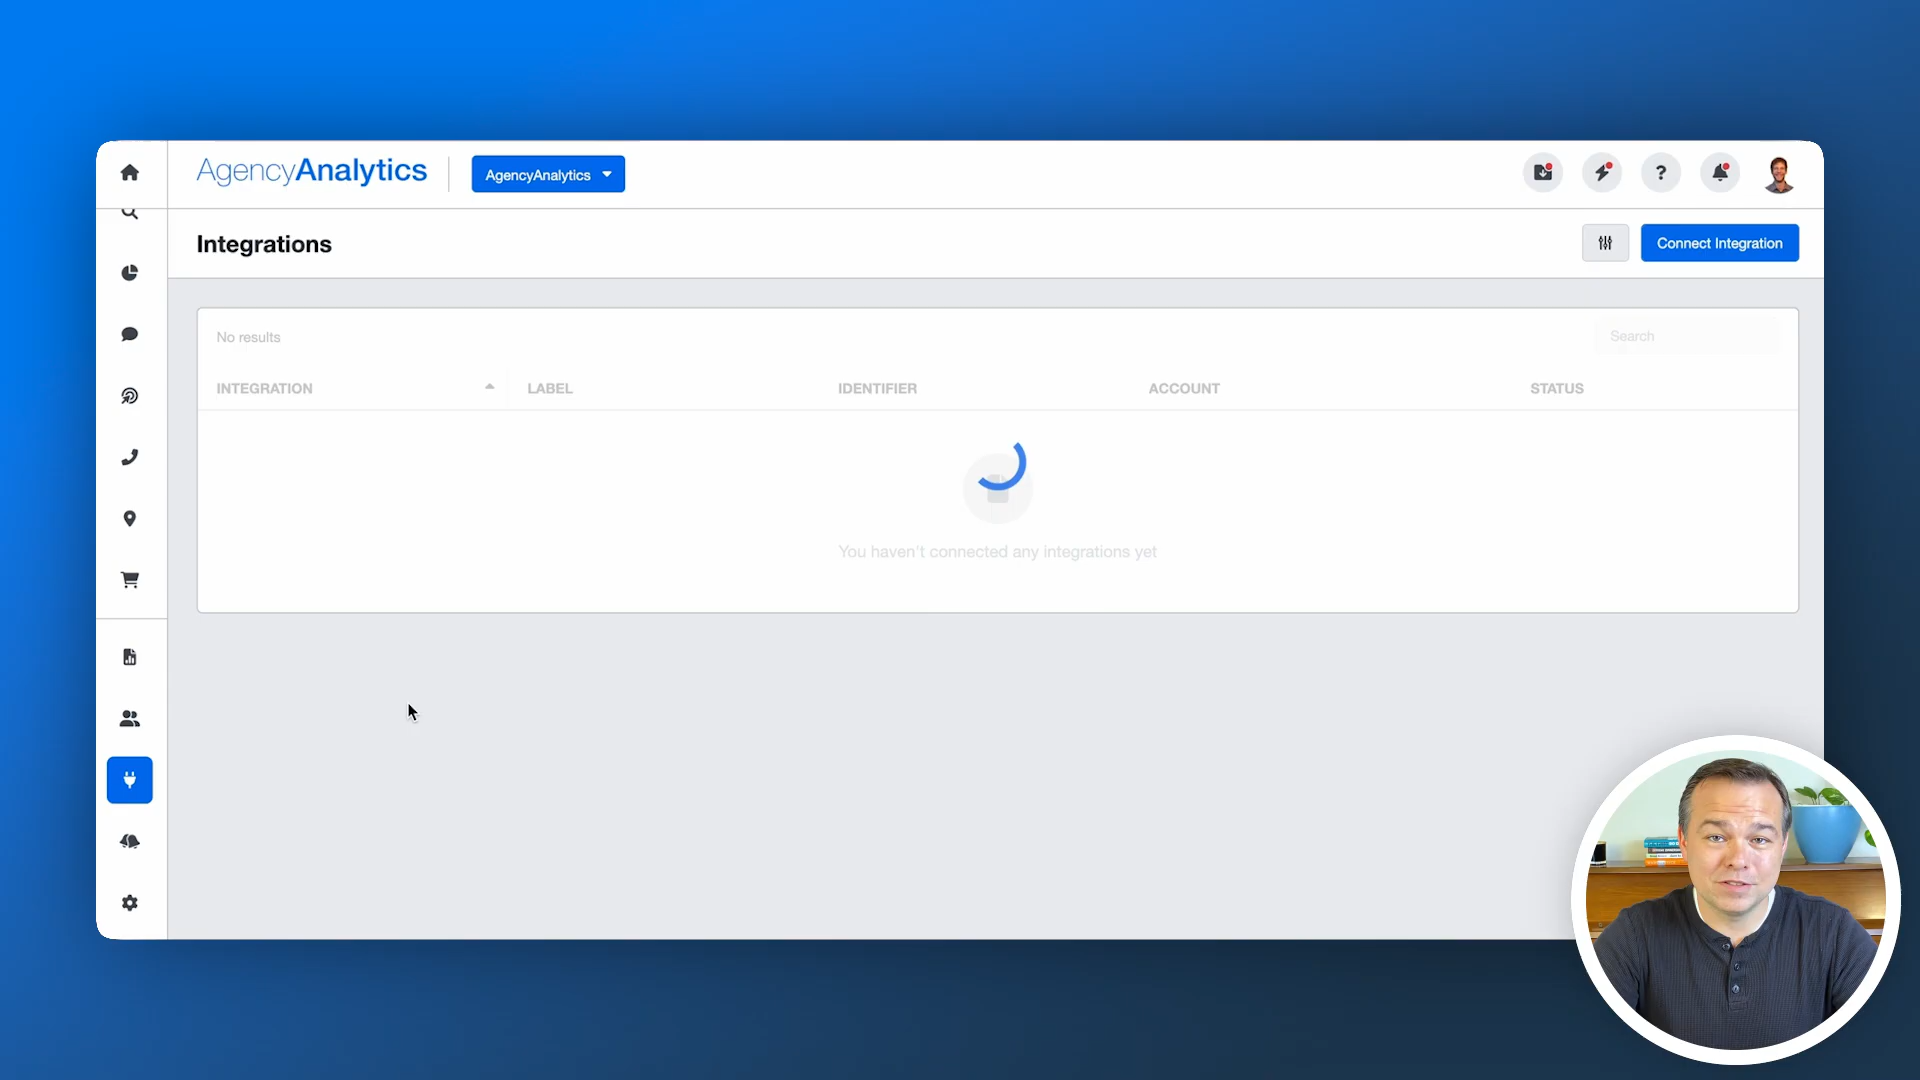 AgencyAnalytics
AgencyAnalytics
?
Integrations
Connect Integration
No results
Search
INTEGRATION
LABEL
IDENTIFIER
ACCOUNT
STATUS
You haven't connected any integrations yet